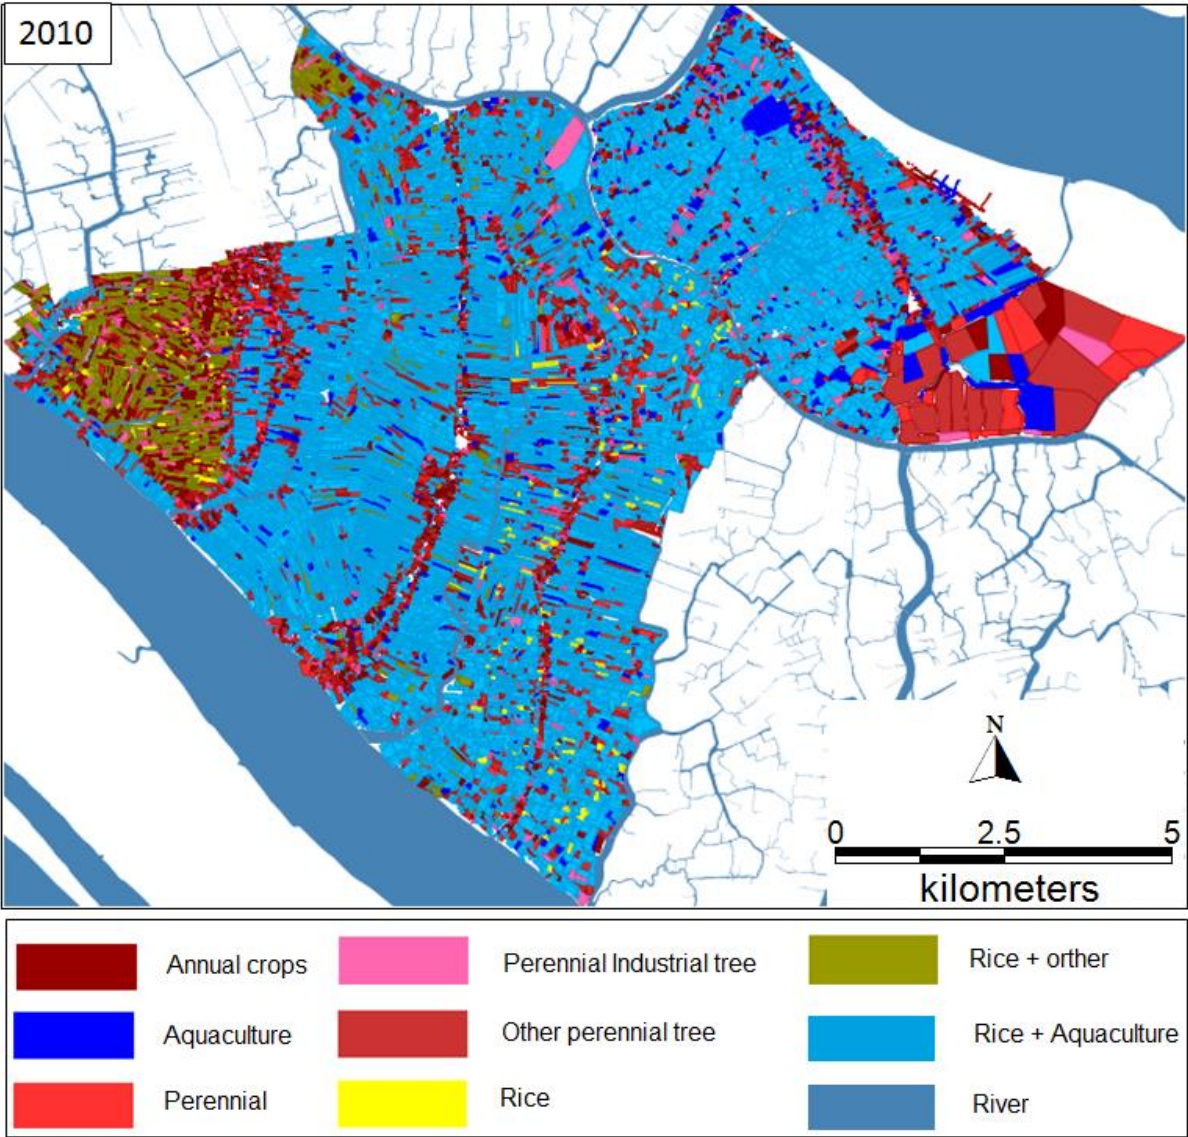 2010
N
0 2.5 5
kilometers
Annual crops Perennial Industrial tree Rice + orther
Aquaculture Other perennial tree Rice + Aquaculture
Perennial Rice River